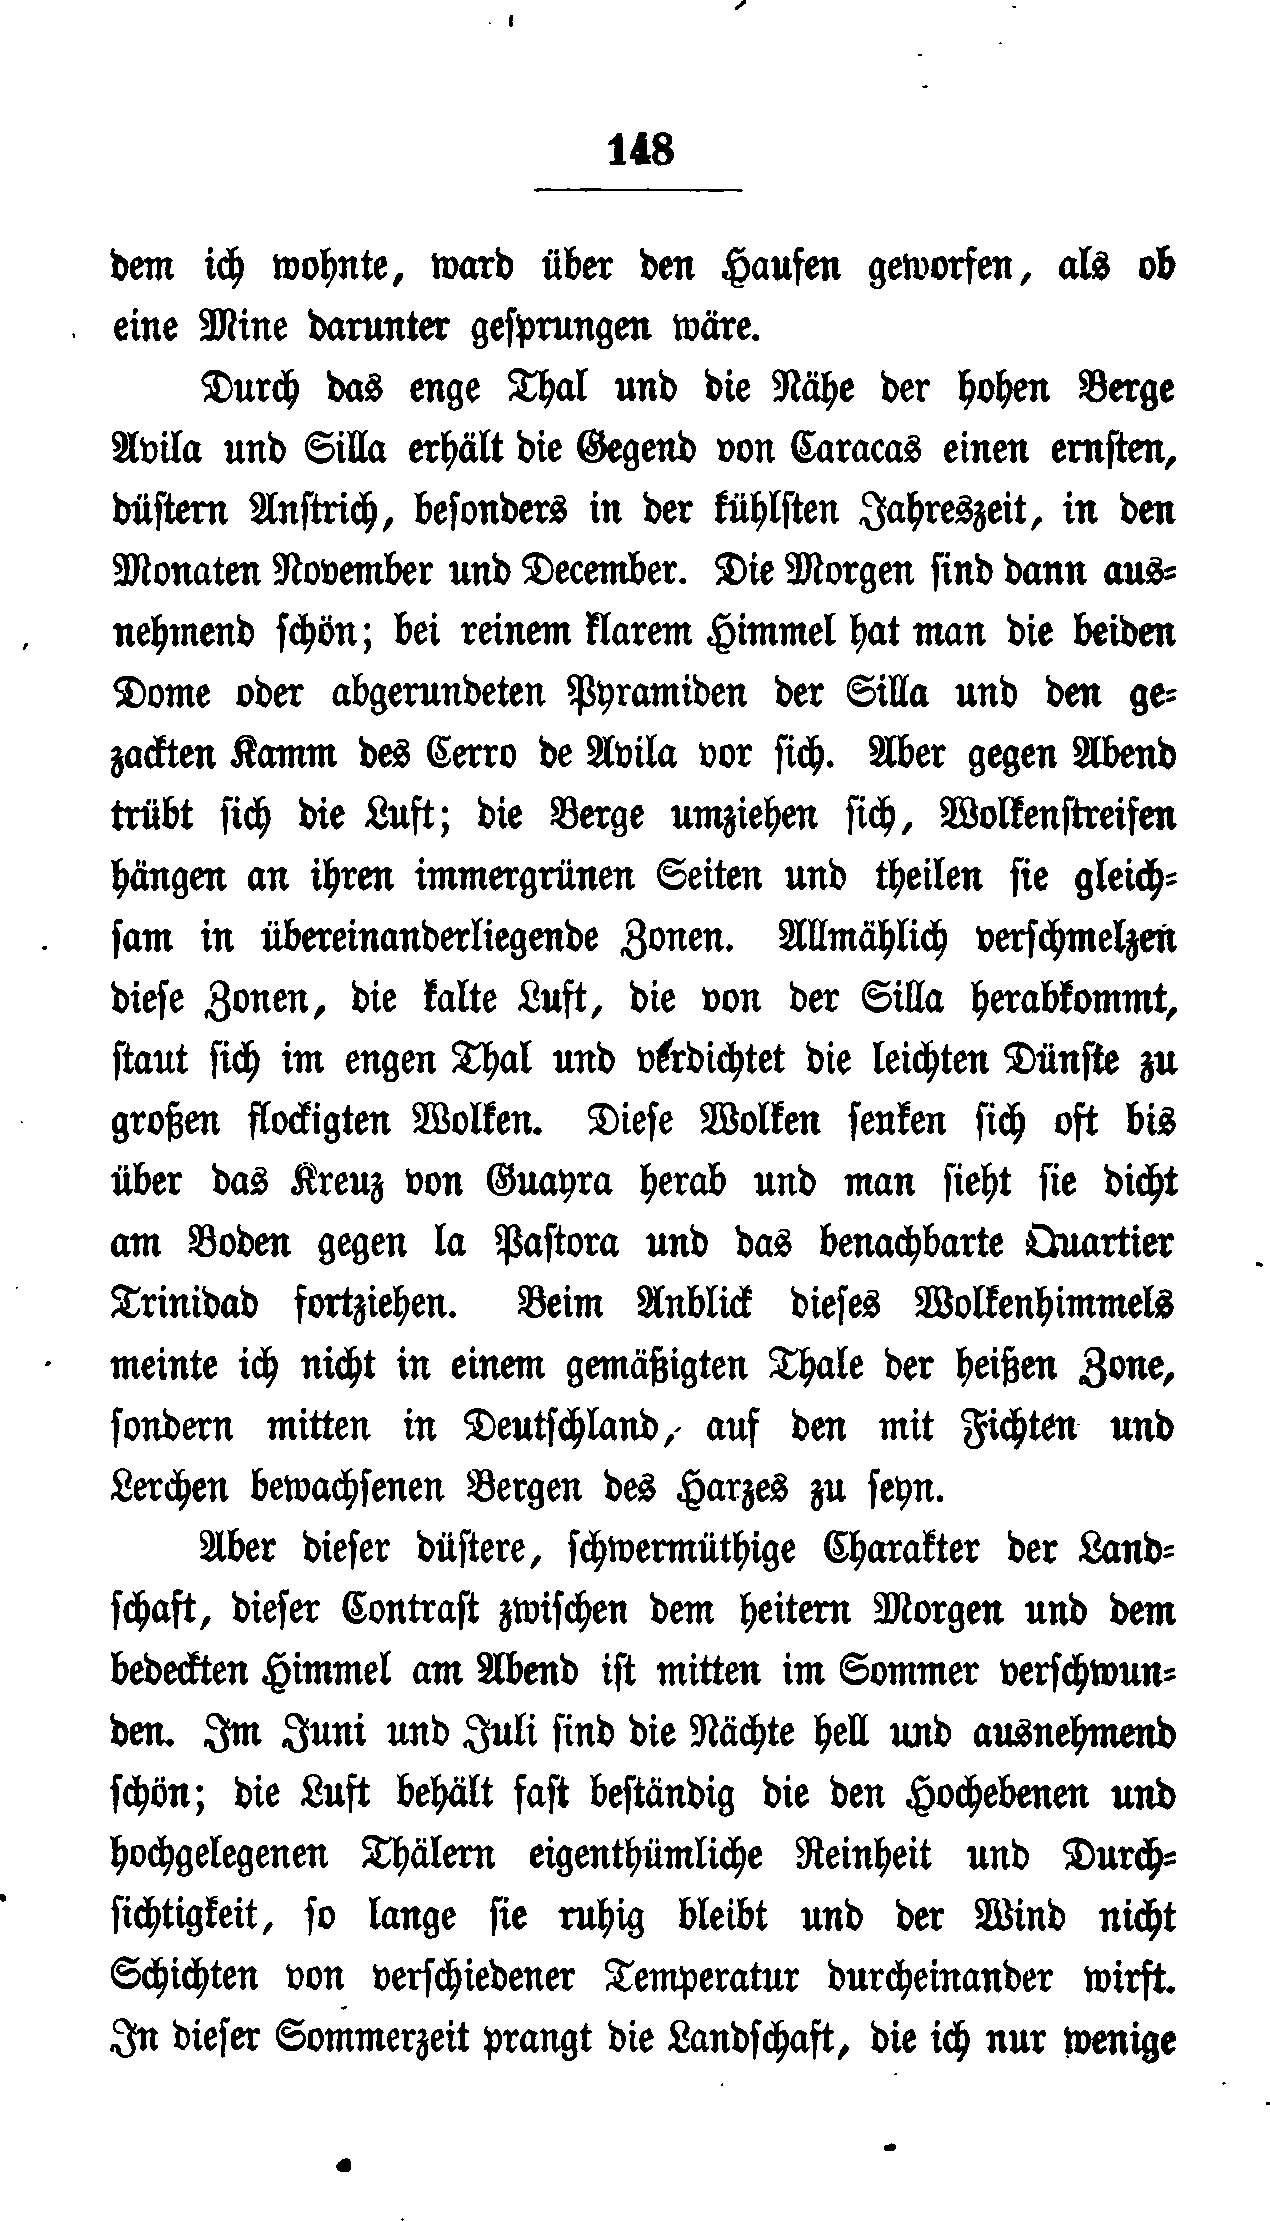 148
dem ich wohnte, ward über den Haufen geworfen, als ob
eine Mine darunter gesprungen wäre.
Durch das enge Thal und die Nähe der hohen Berge
Avila und Silla erhält die Gegend von Caracas einen ernsten,
düstern Anstrich, besonders in der kühlsten Jahreszeit, in den
Monaten November und December. Die Morgen sind dann aus-
nehmend schön; bei reinem klarem Himmel hat man die beiden
Dome oder abgerundeten Pyramiden der Silla und den ge-
zackten Kamm des Cerro de Avila vor sich. Aber gegen Abend
trübt sich die Luft; die Berge umziehen sich, Wolkenstreifen
hängen an ihren immergrünen Seiten und theilen sie gleich-
sam in übereinanderliegende Zonen. Allmählich verschmelzen
diese Zonen, die kalte Luft, die von der Silla herabkommt,
staut sich im engen Thal und verdichtet die leichten Dünste zu
großen flockigten Wolken. Diese Wolken senken sich oft bis
über das Kreuz von Guayra herab und man sieht sie dicht
am Boden gegen la Pastora und das benachbarte Quartier
Trinidad fortziehen. Beim Anblick dieses Wolkenhimmels
meinte ich nicht in einem gemäßigten Thale der heißen Zone,
sondern mitten in Deutschland, auf den mit Fichten und
Lerchen bewachsenen Bergen des Harzes zu seyn.
Aber dieser düstere, schwermüthige Charakter der Land-
schaft, dieser Contrast zwischen dem heitern Morgen und dem
bedeckten Himmel am Abend ist mitten im Sommer verschwun-
den. Im Juni und Juli sind die Nächte hell und ausnehmend
schön; die Luft behält fast beständig die den Hochebenen und
hochgelegenen Thälern eigenthümliche Reinheit und Durch-
sichtigkeit, so lange sie ruhig bleibt und der Wind nicht
Schichten von verschiedener Temperatur durcheinander wirft.
In dieser Sommerzeit prangt die Landschaft, die ich nur wenige